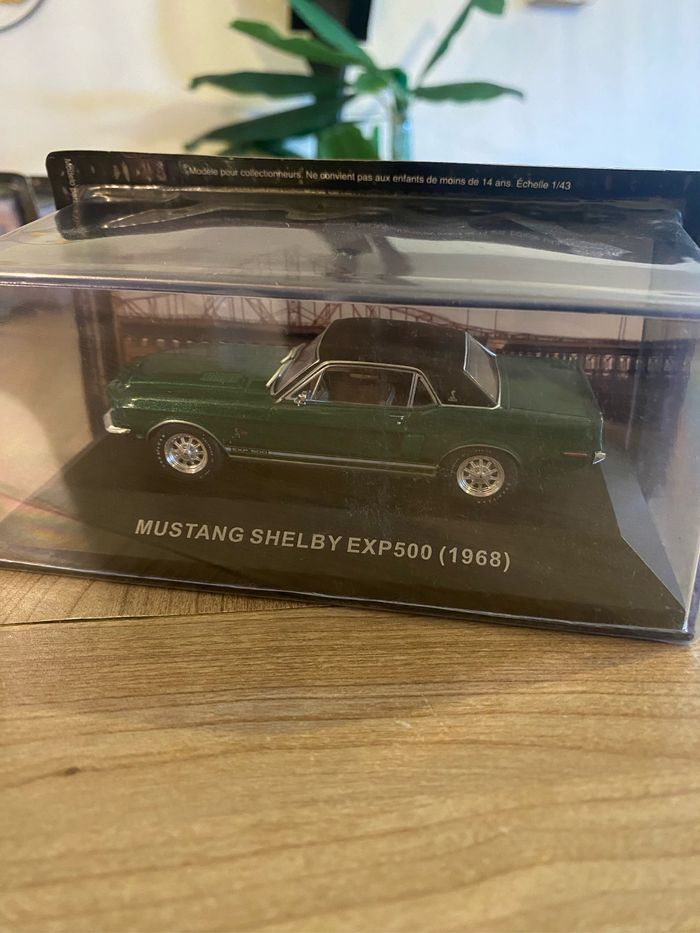 Modèle pour collectionneurs. Ne convient pas aux enfants de moins de 14 ans. Échelle 1/43
EXP500
MUSTANG SHELBY EXP500 (1968)